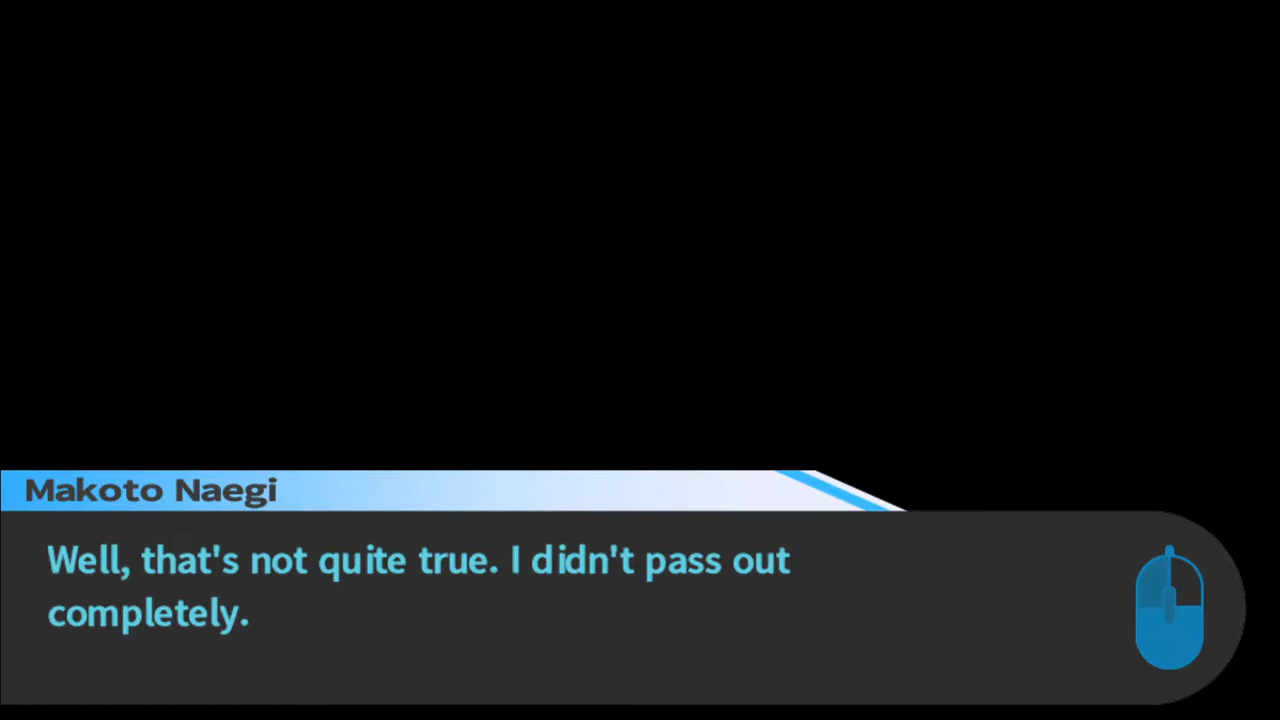 Makoto Naegi
Well, that's not quite true. I didn't pass out
completely.